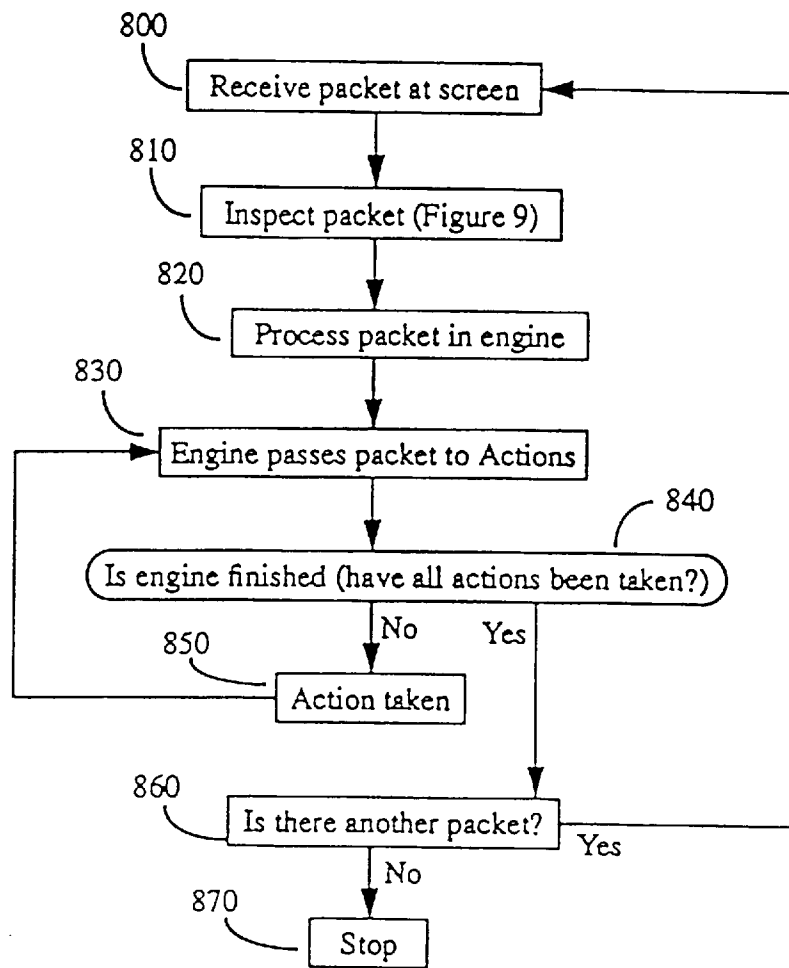 800
Receive packet at screen
810
Inspect packet (Figure 9)
820
Process packet in engine
830
Engine passes packet to Actions
840
Is engine finished (have all actions been taken?)
No
Yes
850
Action taken
860
Is there another packet?
Yes
No
870
Stop